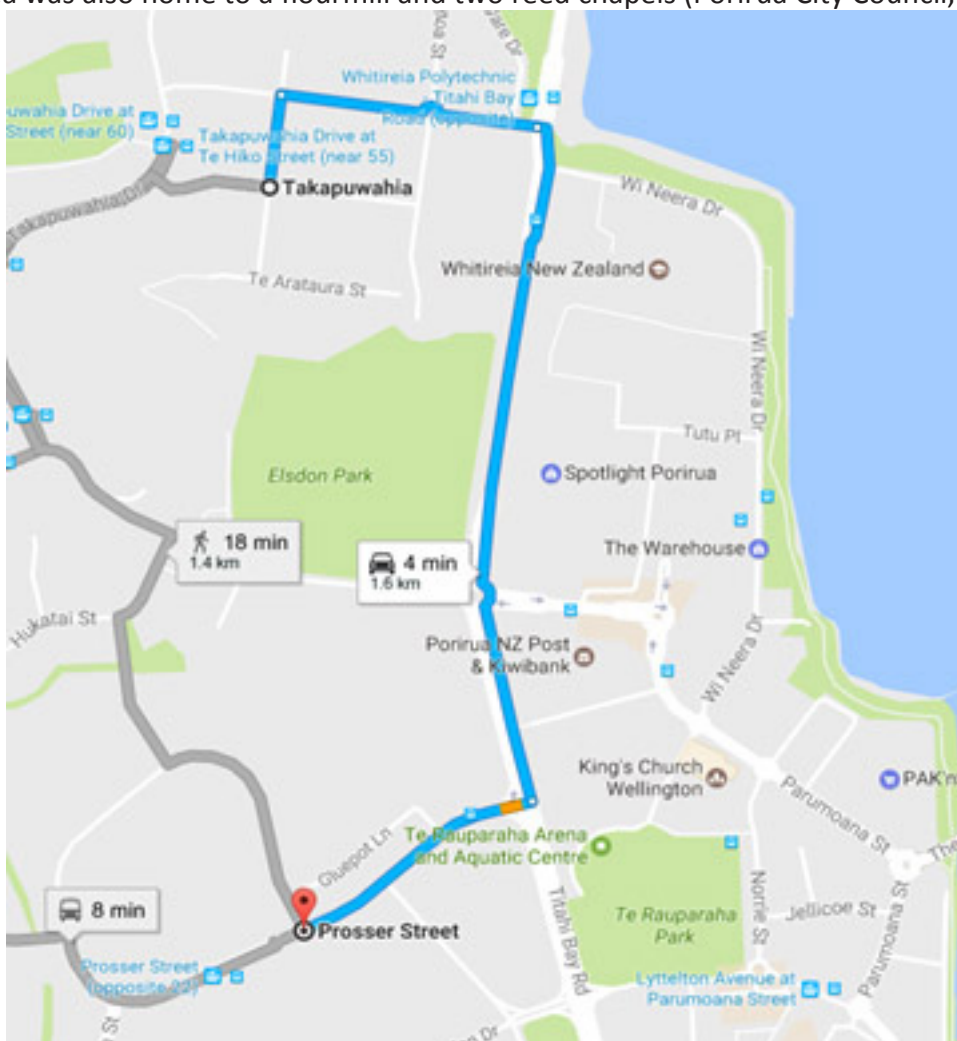 a was also home to a flourmill and two reed chapels (Porirua City Council,
Whitireia Polytechnic
Titahi Bay
Road (opposite)
uwahia Drive at
Street (near 60)
Takapuwahia Drive at
Te Hiko Street (near 55)
Takapuwahia
Takapuwahia Dr
Wi Neera Dr
Whitireia New Zealand
Te Arataura St
Wi Neera Dr
Tutu Pl
Elsdon Park
Spotlight Porirua
18 min
1.4 km
4 min
1.6 km
The Warehouse
Hukatai St
Porirua NZ Post
& Kiwibank
Wi Neera Dr
King's Church
Wellington
PAK'n
Parumoana St
Gluepot Ln
Te Rauparaha Arena
and Aquatic Centre
The
8 min
Prosser Street
Titahi Bay Rd
Te Rauparaha
Park
Norrie St
Jellicoe St
Parumoana St
Prosser Street
(opposite 22)
Lyttelton Avenue at
Parumoana Street
St
Dr